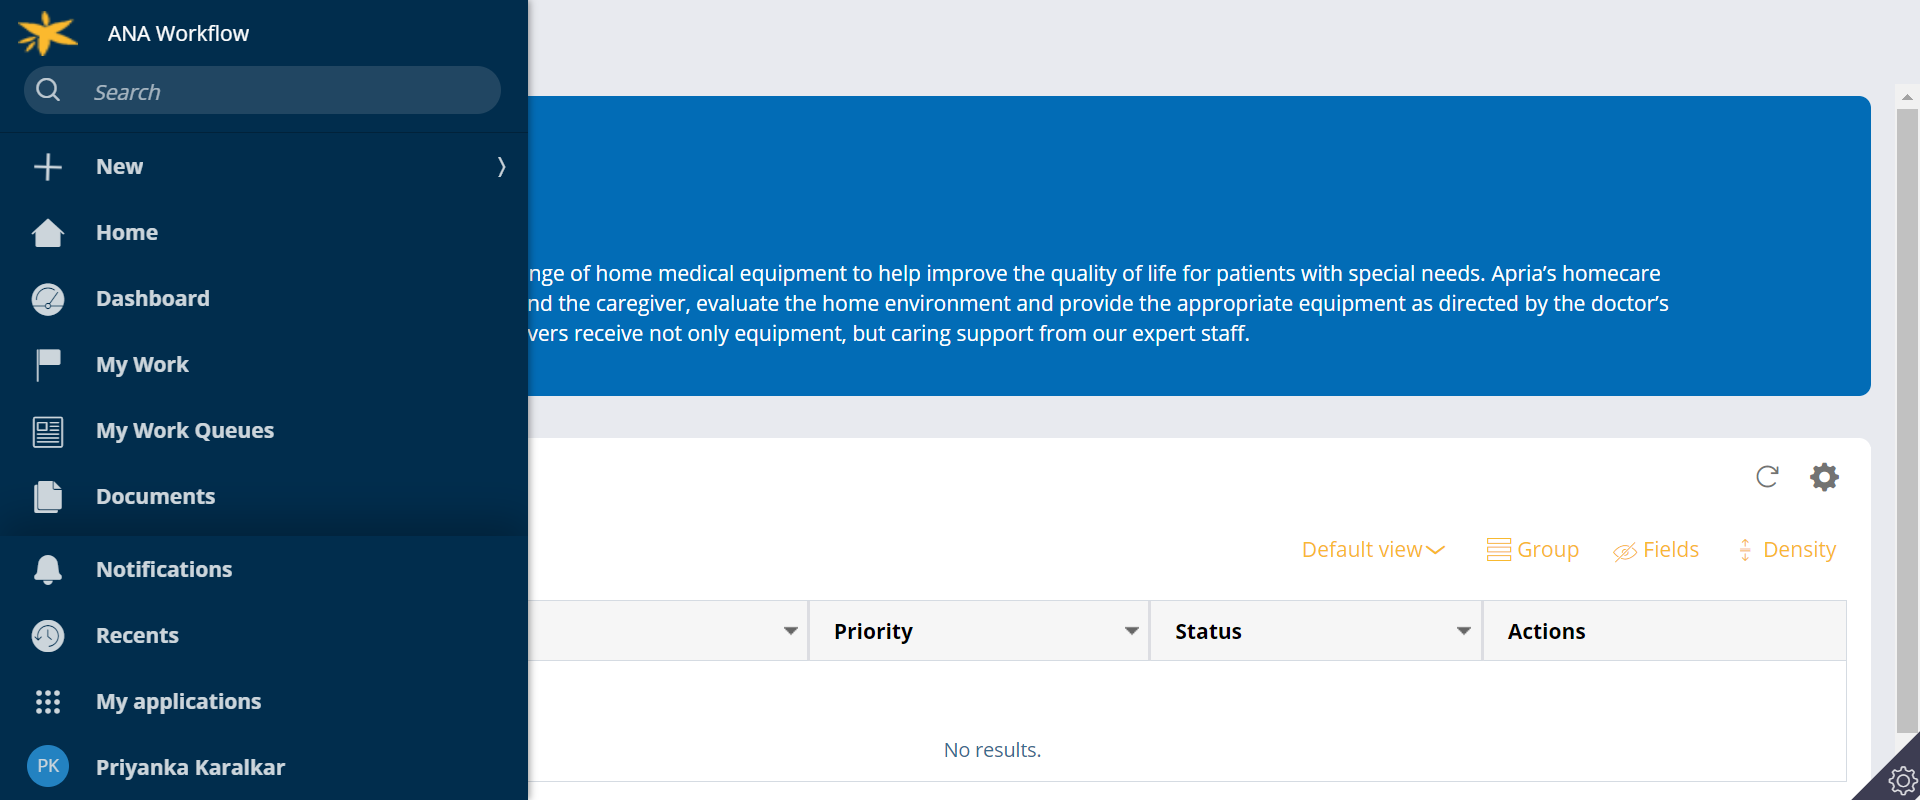 ANA Workflow
Search
New
Home
Dashboard
My Work
My Work Queues
Documents
Notifications
Recents
My applications
PK Priyanka Karalkar
nge of home medical equipment to help improve the quality of life for patients with special needs. Apria’s homecare
nd the caregiver, evaluate the home environment and provide the appropriate equipment as directed by the doctor’s
vers receive not only equipment, but caring support from our expert staff.
Default view Group Fields Density
Priority Status Actions
No results.